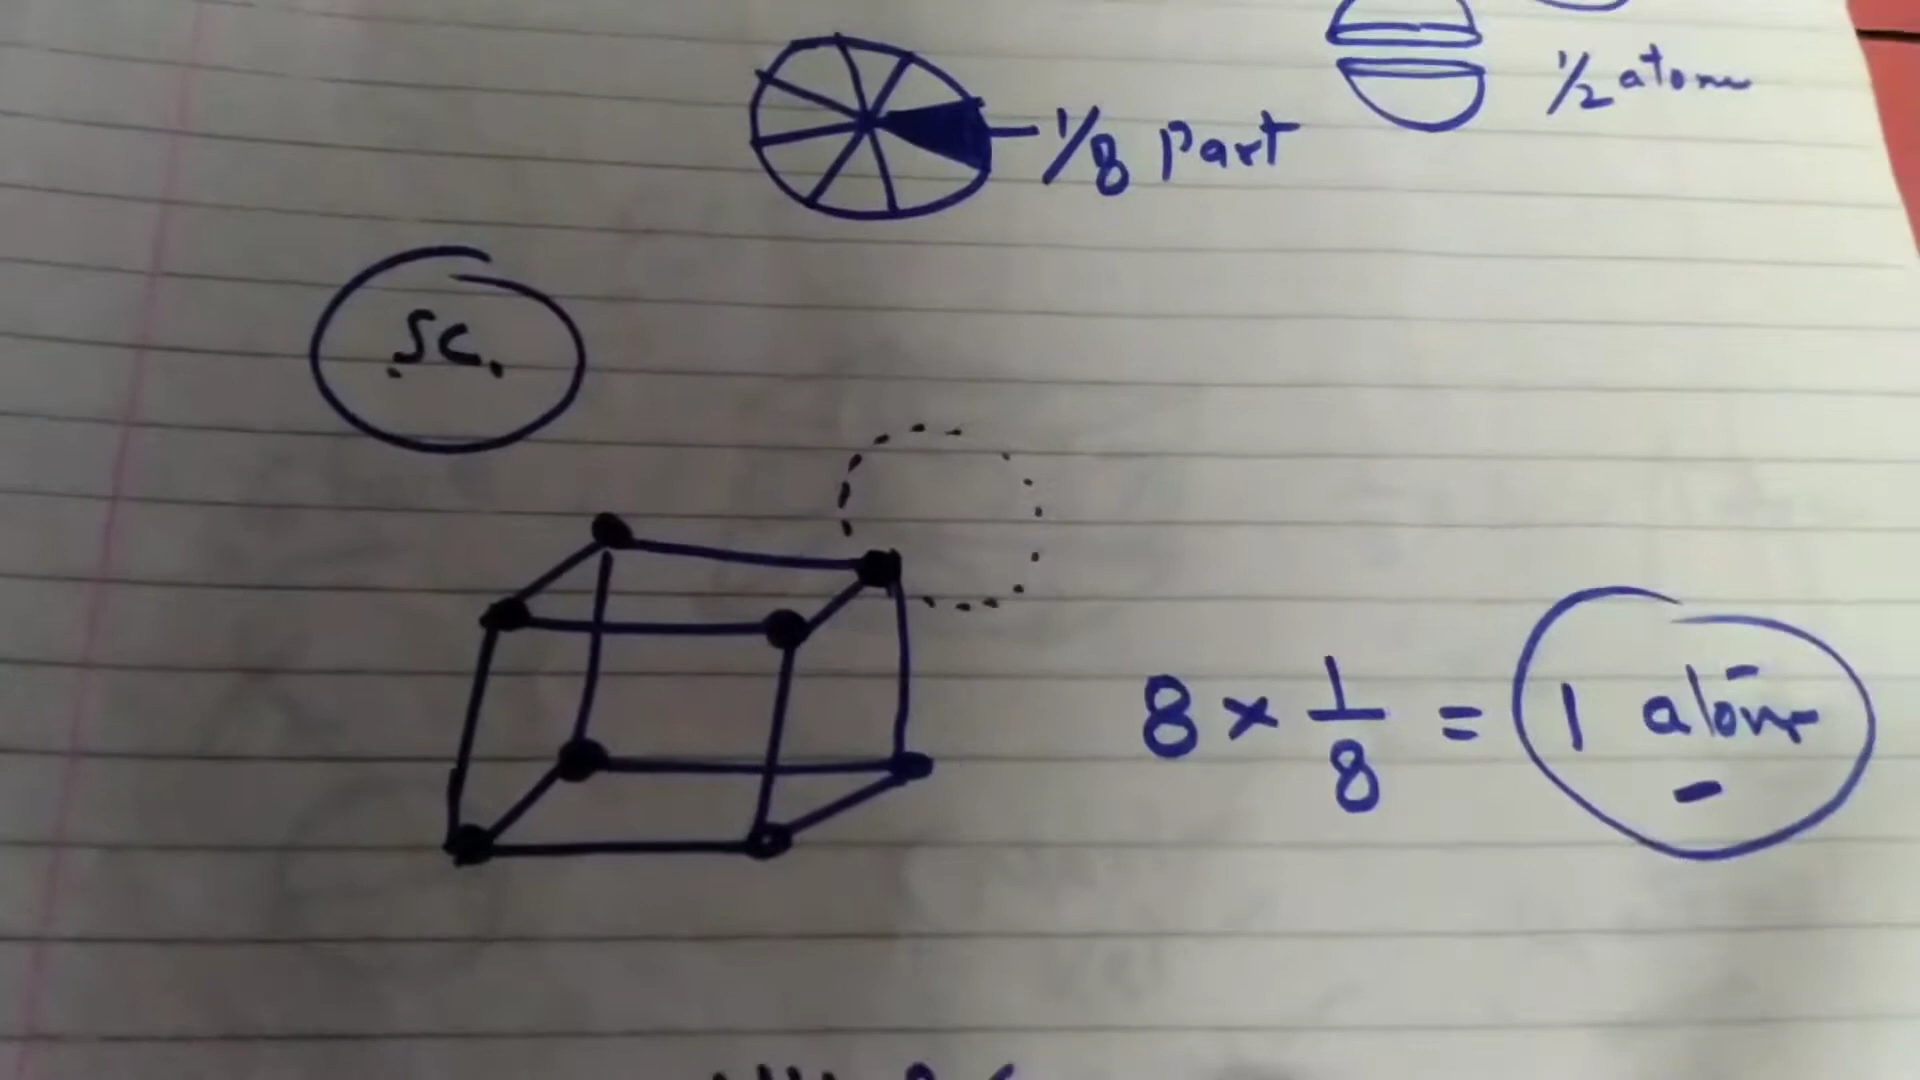 1/2 atom
1/8 Part
SC.
8 × 1/8 = 1 atom